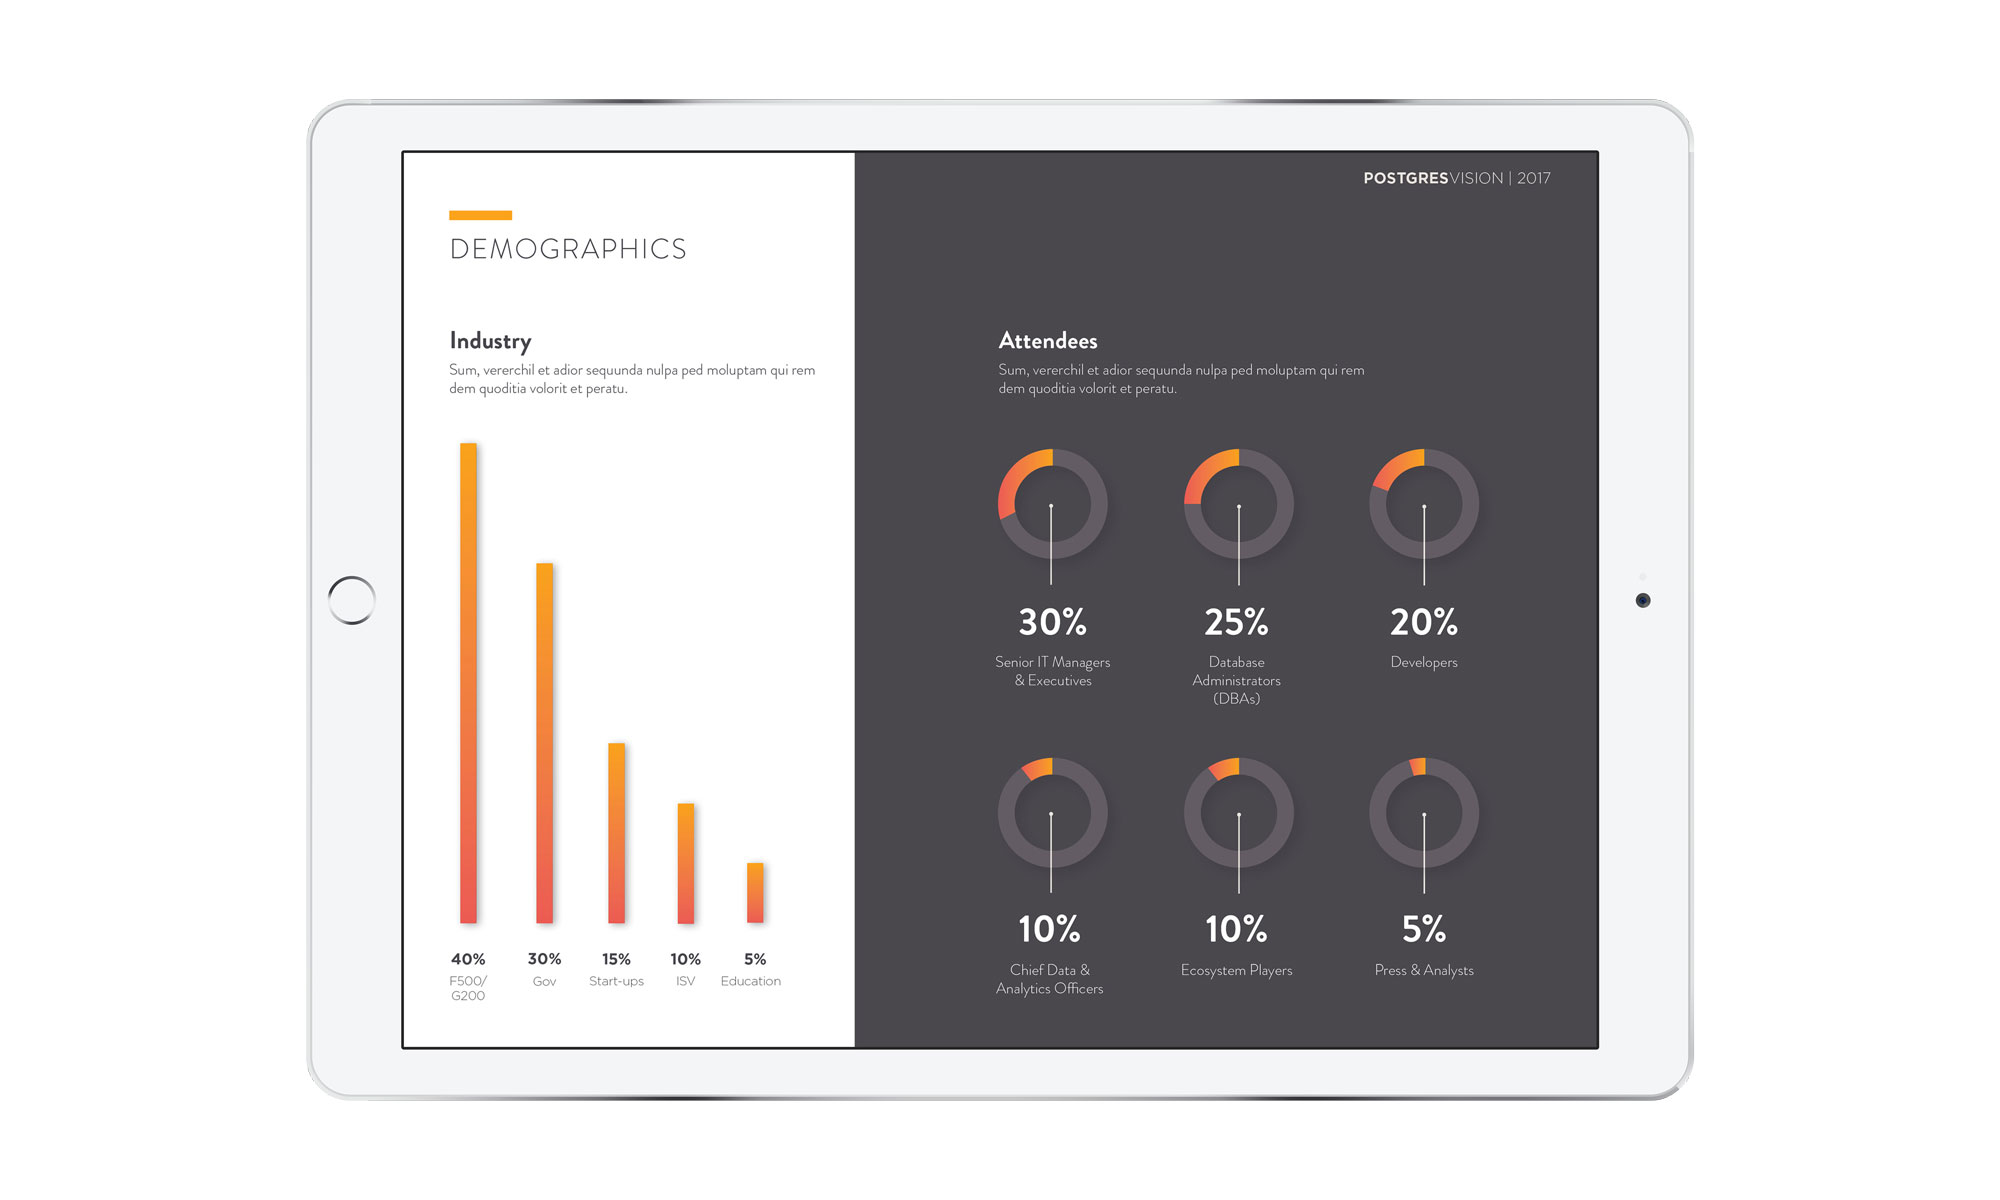 POSTGRESVISION | 2017
DEMOGRAPHICS
Industry
Sum, vererchil et adior sequunda nulpa ped moluptam qui rem
dem quoditia volorit et peratu.
40%
F500/
G200
30%
Gov
15%
Start-ups
10%
ISV
5%
Education
Attendees
Sum, vererchil et adior sequunda nulpa ped moluptam qui rem
dem quoditia volorit et peratu.
30%
Senior IT Managers
& Executives
25%
Database
Administrators
(DBAs)
20%
Developers
10%
Chief Data &
Analytics Officers
10%
Ecosystem Players
5%
Press & Analysts